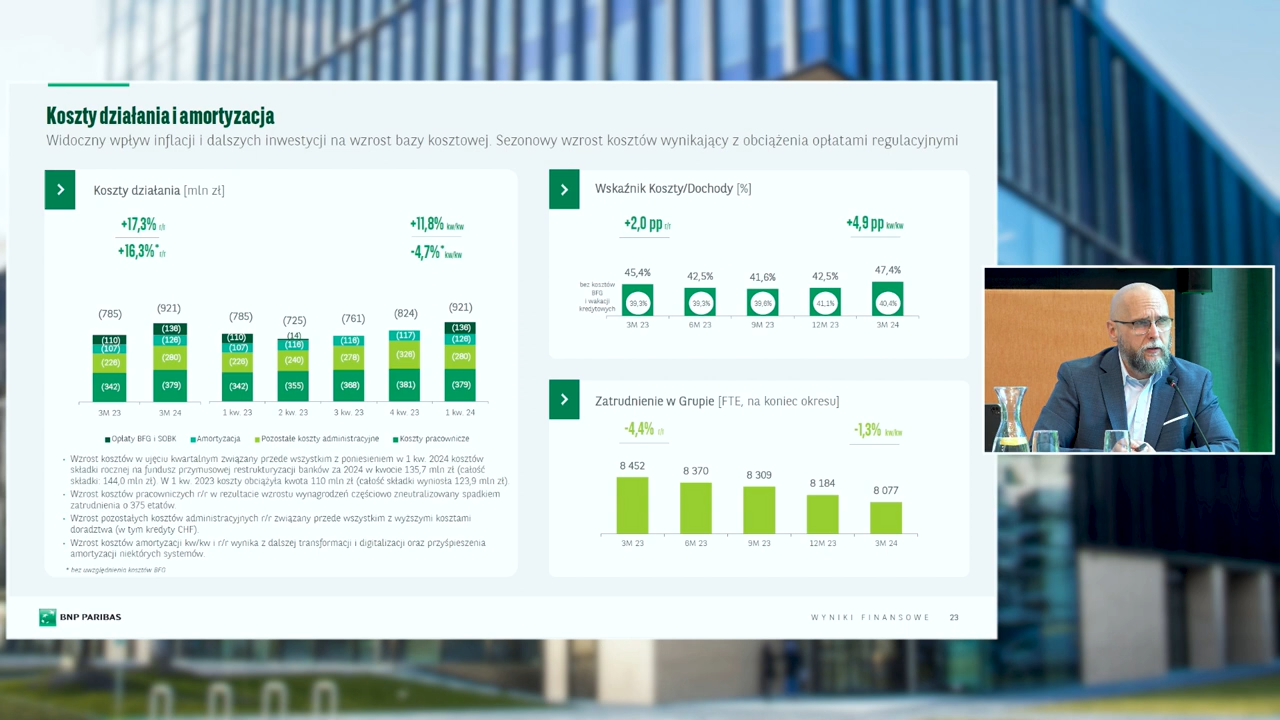 Koszty działania i amortyzacja
Widoczny wpływ inflacji i dalszych inwestycji na wzrost bazy kosztowej. Sezonowy wzrost kosztów wynikający z obciążenia opłatami regulacyjnymi
Koszty działania [mln zł]
+17,3% r/r
+11,8% kw/kw
+16,3%* r/r
-4,7%* kw/kw
(785)
(921)
(785)
(725)
(761)
(824)
(921)
(110)
(107)
(226)
(342)
(136)
(126)
(280)
(379)
(110)
(107)
(226)
(342)
(14)
(116)
(240)
(355)
(116)
(278)
(368)
(117)
(326)
(381)
(136)
(126)
(280)
(379)
3M 23
3M 24
1 kw. 23
2 kw. 23
3 kw. 23
4 kw. 23
1 kw. 24
Opłaty BFG i SOBK
Amortyzacja
Pozostałe koszty administracyjne
Koszty pracownicze
Wzrost kosztów w ujęciu kwartalnym związany przede wszystkim z poniesieniem w 1 kw. 2024 kosztów
składki rocznej na fundusz przymusowej restrukturyzacji banków za 2024 w kwocie 135,7 mln zł (całość
składki: 144,0 mln zł). W 1 kw. 2023 koszty obciążyła kwota 110 mln zł (całość składki wyniosła 123,9 mln zł).
Wzrost kosztów pracowniczych r/r w rezultacie wzrostu wynagrodzeń częściowo zneutralizowany spadkiem
zatrudnienia o 375 etatów.
Wzrost pozostałych kosztów administracyjnych r/r związany przede wszystkim z wyższymi kosztami
doradztwa (w tym kredyty CHF).
Wzrost kosztów amortyzacji kw/kw i r/r wynika z dalszej transformacji i digitalizacji oraz przyśpieszenia
amortyzacji niektórych systemów.
* bez uwzględnienia kosztów BFG
Wskaźnik Koszty/Dochody [%]
+2,0 pp r/r
+4,9 pp kw/kw
bez kosztów
BFG
i wakacji
kredytowych
45,4%
42,5%
41,6%
42,5%
47,4%
39,3%
39,3%
39,6%
41,1%
40,4%
3M 23
6M 23
9M 23
12M 23
3M 24
Zatrudnienie w Grupie [FTE, na koniec okresu]
-4,4% r/r
-1,3% kw/kw
8 452
8 370
8 309
8 184
8 077
3M 23
6M 23
9M 23
12M 23
3M 24
BNP PARIBAS
WYNIKI FINANSOWE 23